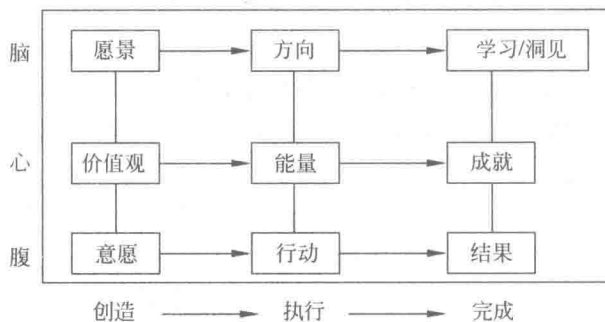 脑 愿景 方向 学习/洞见
心 价值观 能量 成就
腹 意愿 行动 结果
创造 执行 完成